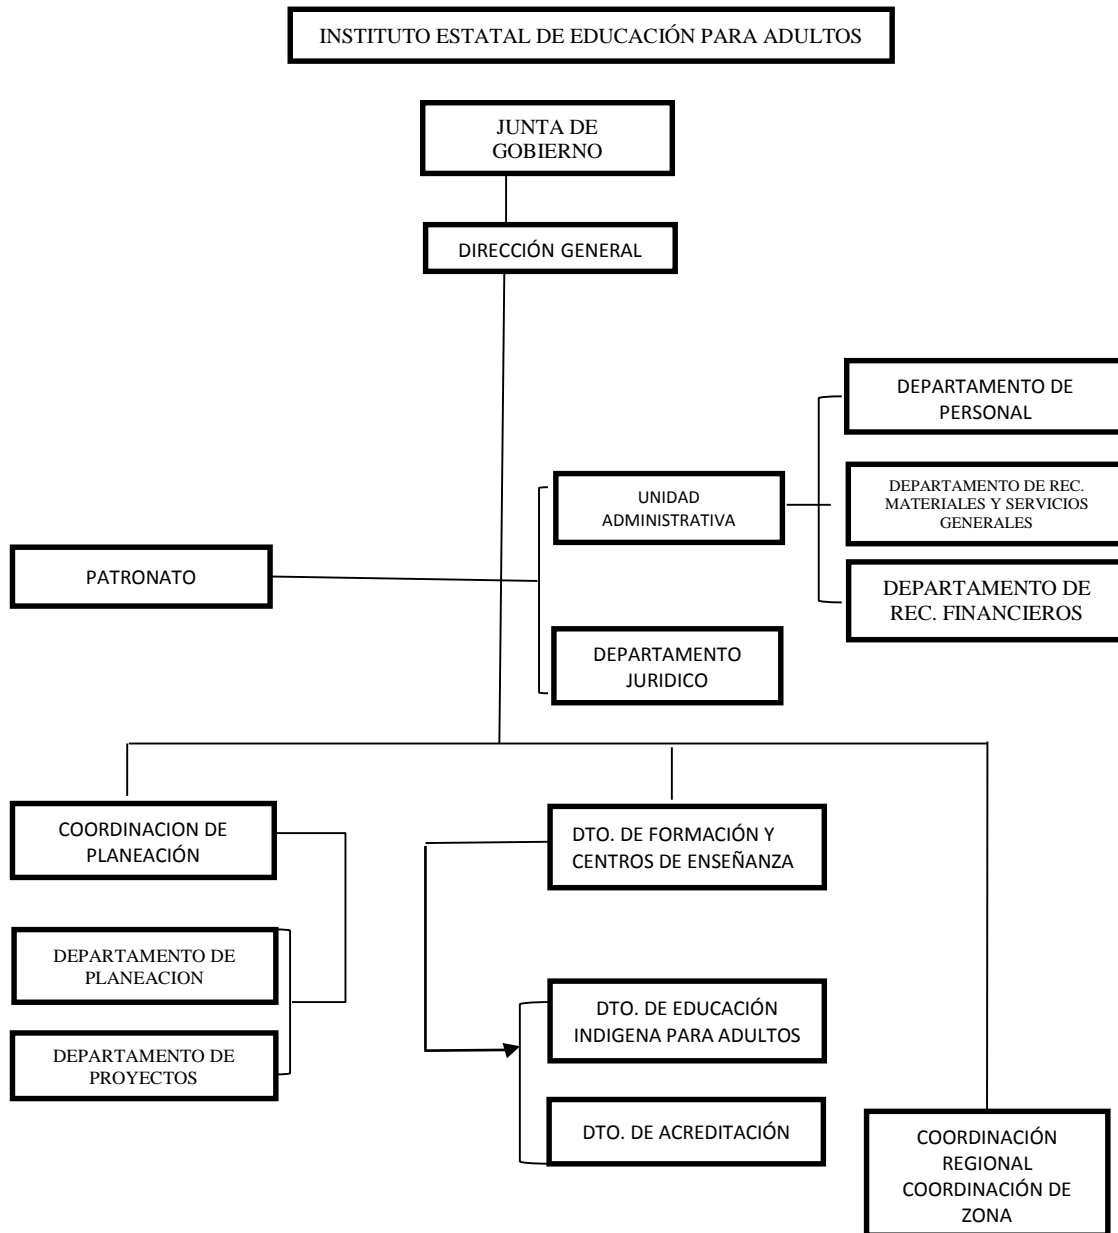 INSTITUTO ESTATAL DE EDUCACIÓN PARA ADULTOS
JUNTA DE
GOBIERNO
DIRECCIÓN GENERAL
DEPARTAMENTO DE
PERSONAL
UNIDAD
ADMINISTRATIVA
DEPARTAMENTO DE REC.
MATERIALES Y SERVICIOS
GENERALES
PATRONATO
DEPARTAMENTO DE
REC. FINANCIEROS
DEPARTAMENTO
JURIDICO
COORDINACION DE
PLANEACIÓN
DTO. DE FORMACIÓN Y
CENTROS DE ENSEÑANZA
DEPARTAMENTO DE
PLANEACION
DTO. DE EDUCACIÓN
INDIGENA PARA ADULTOS
DEPARTAMENTO DE
PROYECTOS
DTO. DE ACREDITACIÓN
COORDINACIÓN
REGIONAL
COORDINACIÓN DE
ZONA